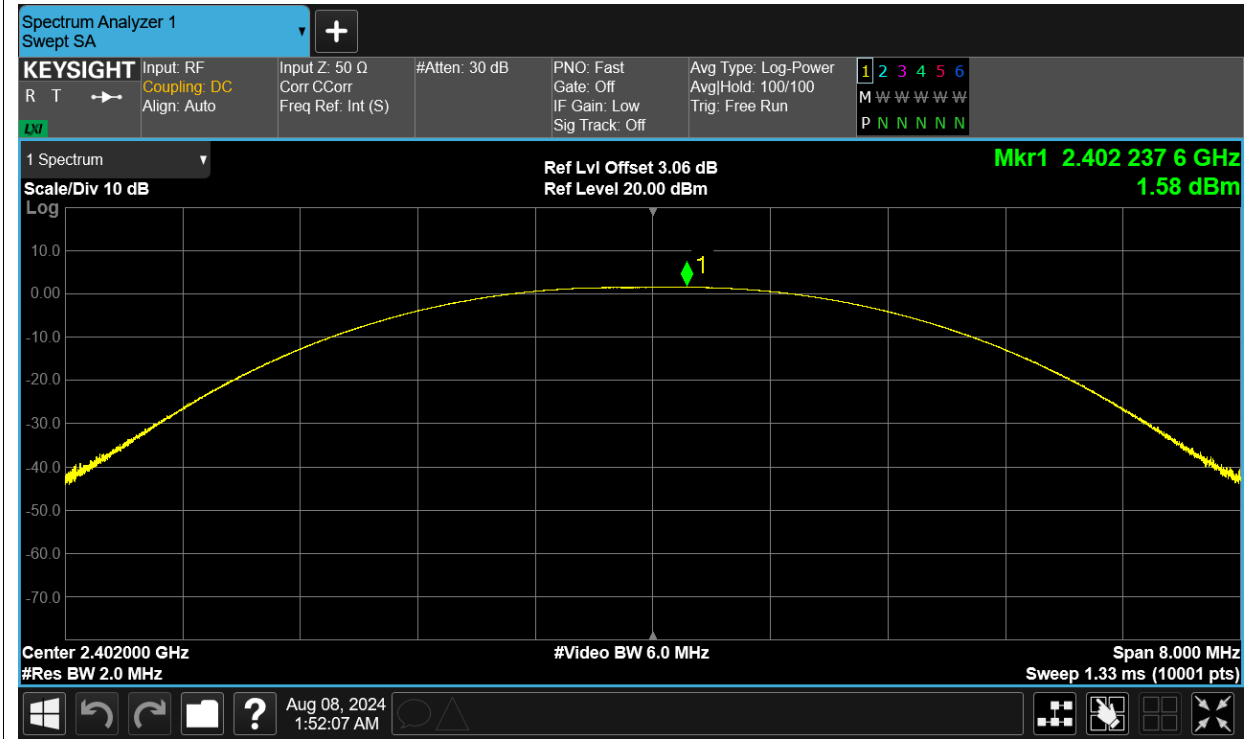 Spectrum Analyzer 1
Swept SA
KEYSIGHT
R T
LXI
Input: RF
Coupling: DC
Align: Auto
Input Z: 50 Ω
Corr CCorr
Freq Ref: Int (S)
#Atten: 30 dB
PNO: Fast
Gate: Off
IF Gain: Low
Sig Track: Off
Avg Type: Log-Power
Avg|Hold: 100/100
Trig: Free Run
1 2 3 4 5 6
M W W W W W
P N N N N N
1 Spectrum
Scale/Div 10 dB
Log
Ref Lvl Offset 3.06 dB
Ref Level 20.00 dBm
Mkr1 2.402 237 6 GHz
1.58 dBm
1
10.0
0.00
-10.0
-20.0
-30.0
-40.0
-50.0
-60.0
-70.0
Center 2.402000 GHz
#Res BW 2.0 MHz
#Video BW 6.0 MHz
Span 8.000 MHz
Sweep 1.33 ms (10001 pts)
?
Aug 08, 2024
1:52:07 AM